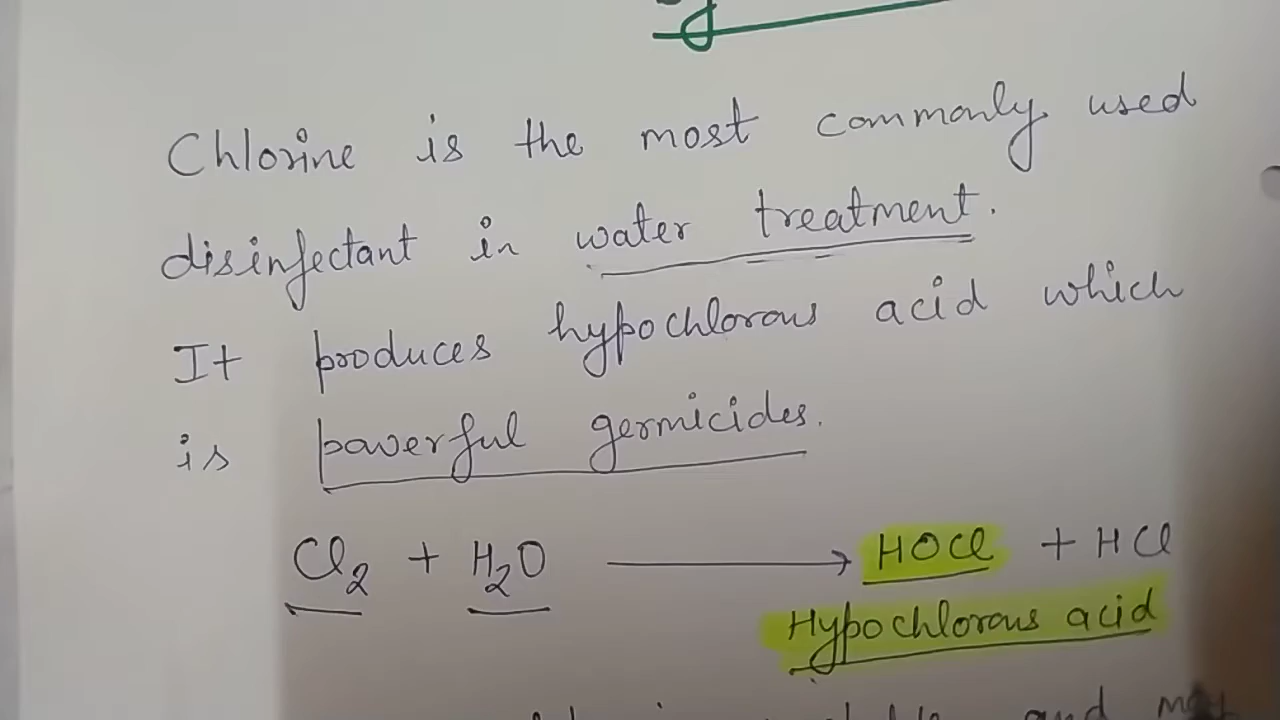 Chlorine is the most commonly used
disinfectant in water treatment.
It produces hypochlorous acid which
is powerful germicides.
Cl₂ + H₂O ⟶ HOCl + HCl
Hypochlorous acid
and